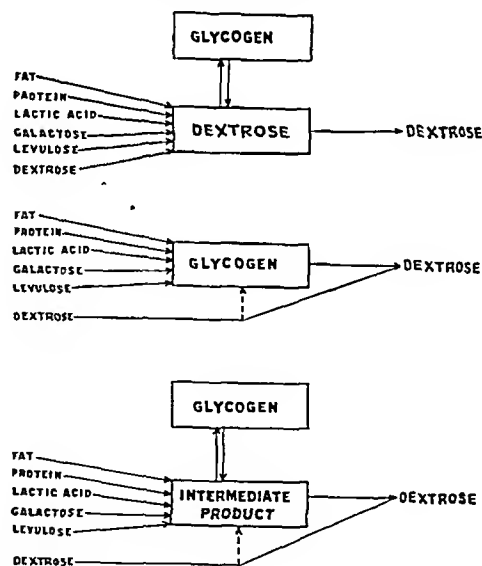 GLYCOGEN
FAT
PROTEIN
LACTIC ACID
GALACTOSE
LEVULOSE
DEXTROSE
DEXTROSE
DEXTROSE
FAT
PROTEIN
LACTIC ACID
GALACTOSE
LEVULOSE
GLYCOGEN
DEXTROSE
DEXTROSE
GLYCOGEN
FAT
PROTEIN
LACTIC ACID
GALACTOSE
LEVULOSE
INTERMEDIATE
PRODUCT
DEXTROSE
DEXTROSE